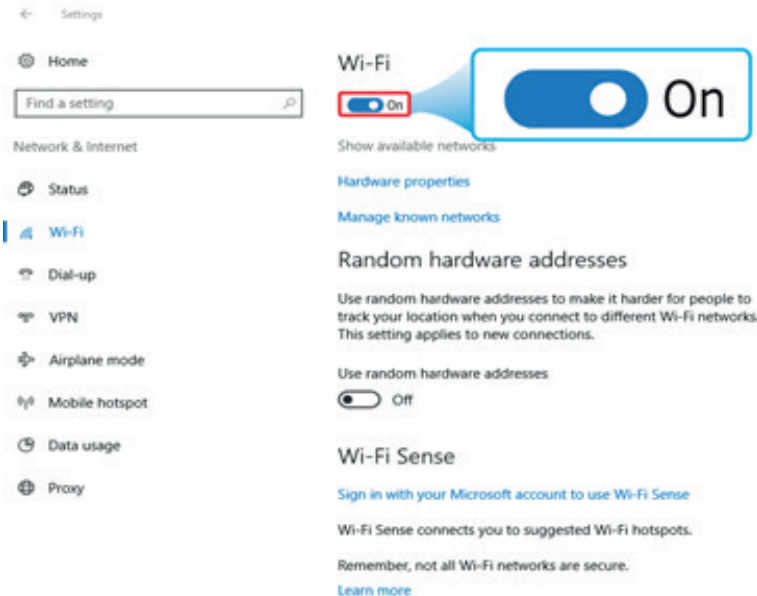 Settings
Home
Find a setting
Network & Internet
Status
Wi-Fi
Dial-up
VPN
Airplane mode
Mobile hotspot
Data usage
Proxy
Wi-Fi
On
On
Show available networks
Hardware properties
Manage known networks
Random hardware addresses
Use random hardware addresses to make it harder for people to
track your location when you connect to different Wi-Fi networks.
This setting applies to new connections.
Use random hardware addresses
Off
Wi-Fi Sense
Sign in with your Microsoft account to use Wi-Fi Sense
Wi-Fi Sense connects you to suggested Wi-Fi hotspots.
Remember, not all Wi-Fi networks are secure.
Learn more